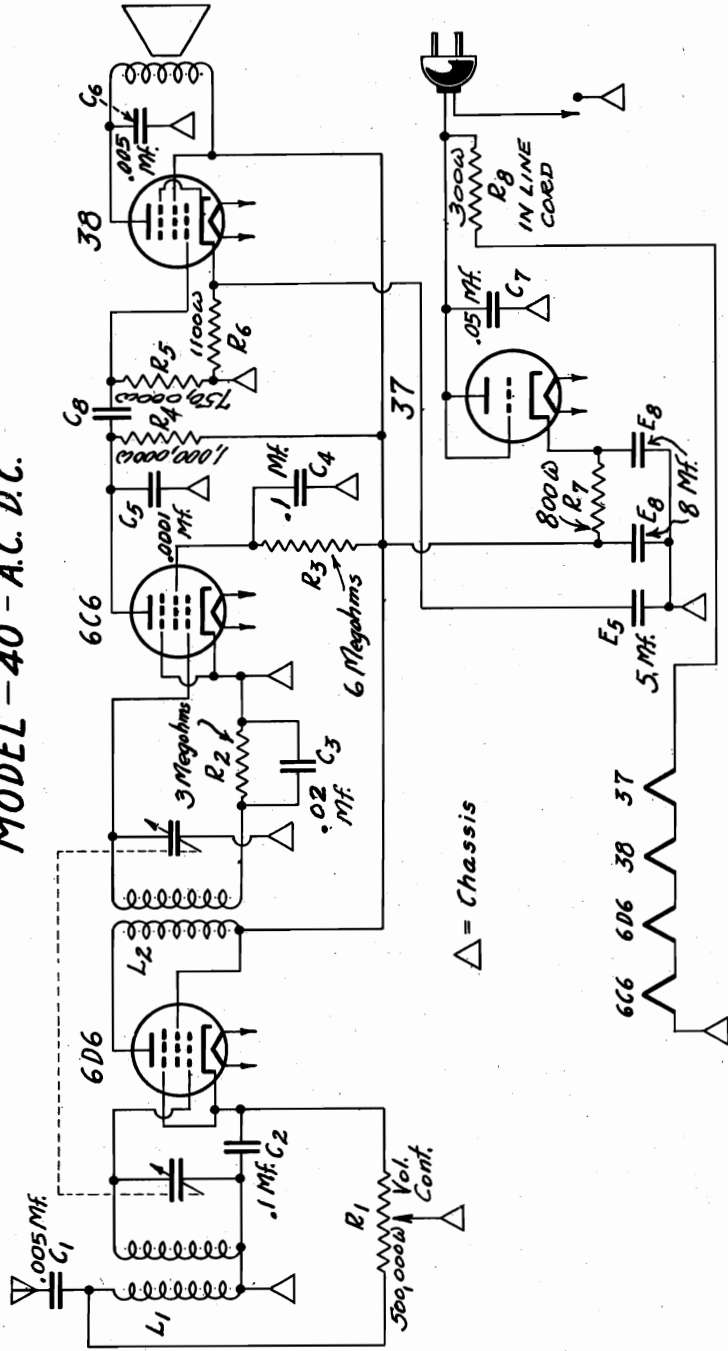 MODEL-40-A.C. D.C.
.005 Mf.
C1
L1
6D6
.1 Mf. C2
R1
500,000ω
Vol.
Cont.
L2
3 Megohms
R2
C3
.02
Mf.
6C6
C5
.0001
Mf.
C8
R4
1,000,000ω
R5
750,000ω
.1 Mf.
C4
R3
6 Megohms
1100ω
R6
38
.005
Mf.
C6
37
.05 Mf.
C7
300ω
R8
IN LINE
CORD
800ω
R7
E8
E8
8 Mf.
E5
5. Mf.
△ = Chassis
6C6 6D6 38 37